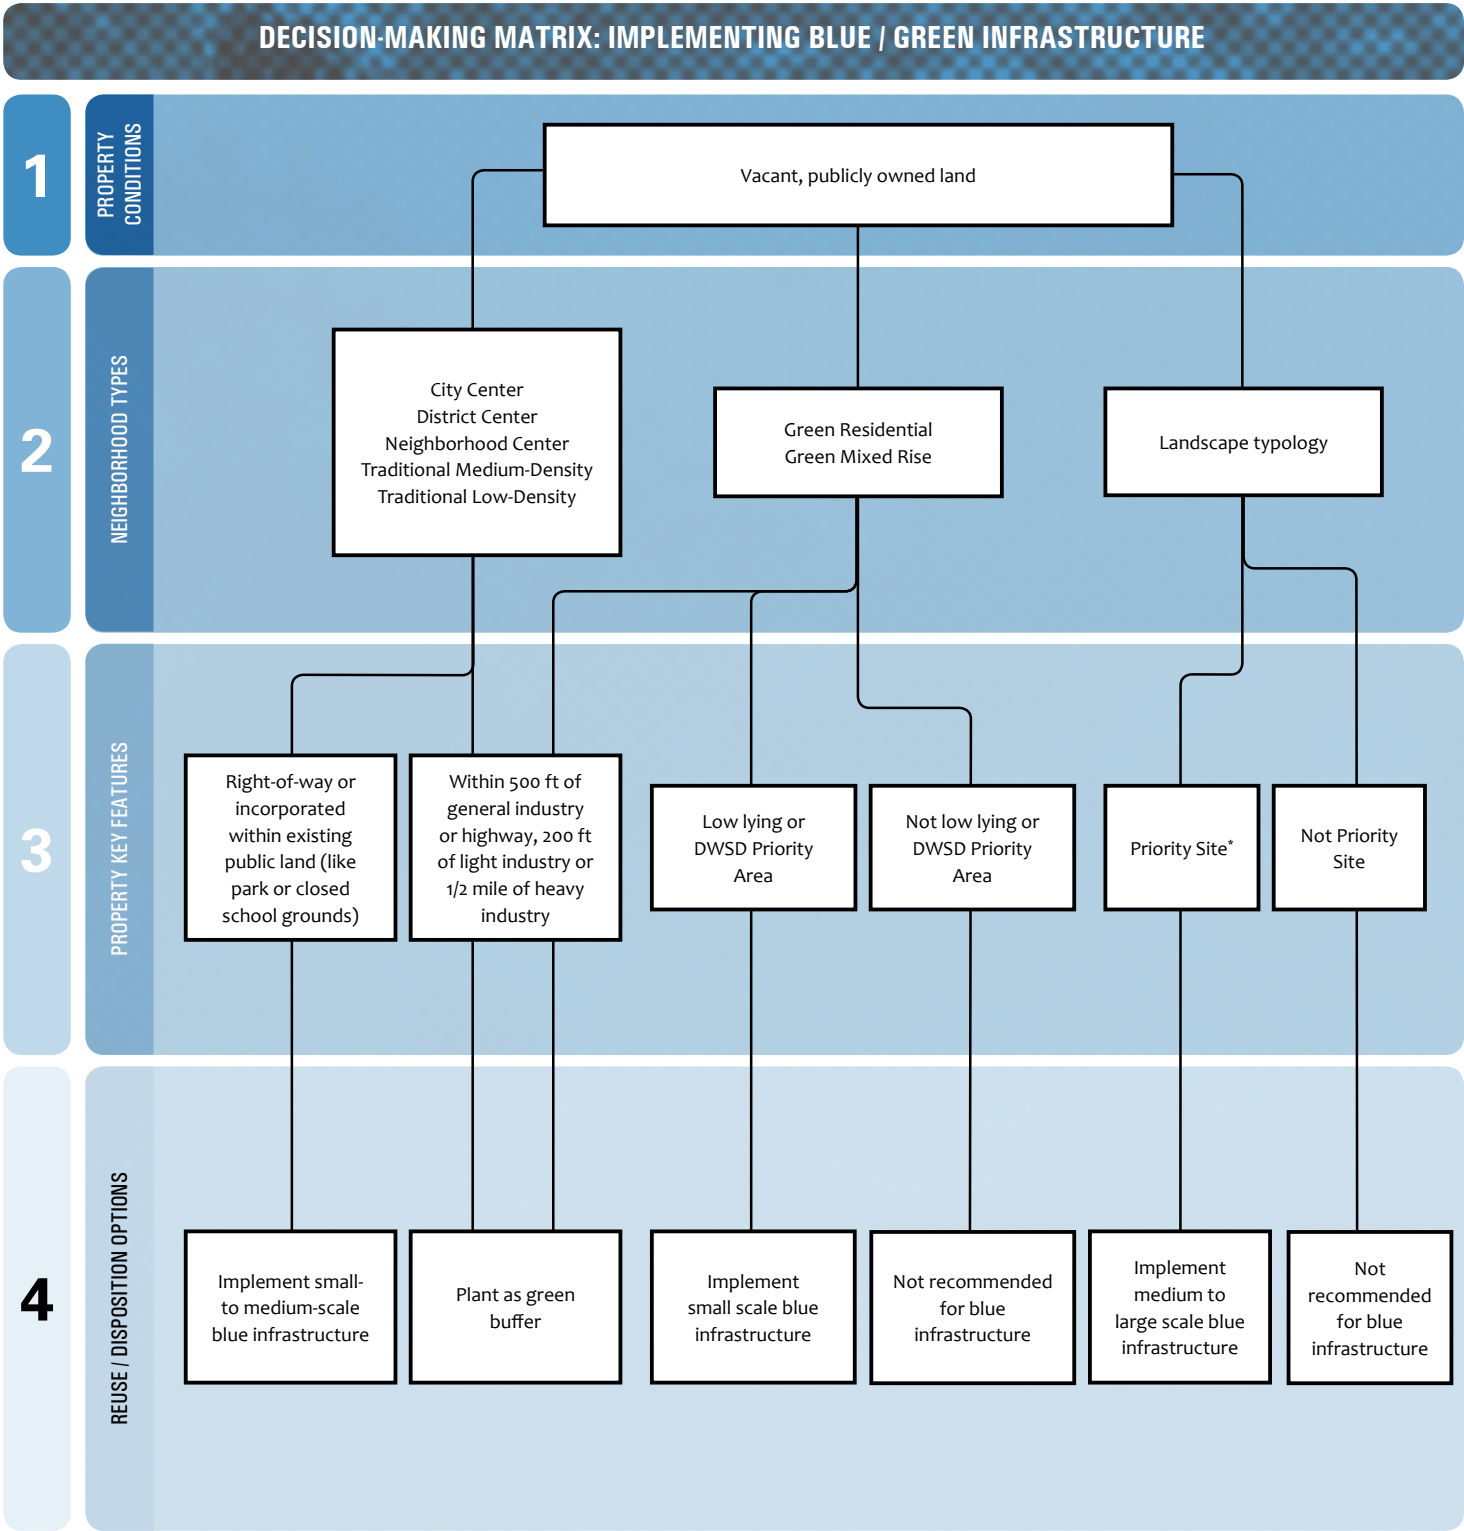 DECISION-MAKING MATRIX: IMPLEMENTING BLUE / GREEN INFRASTRUCTURE
1
PROPERTY
CONDITIONS
Vacant, publicly owned land
2
NEIGHBORHOOD TYPES
City Center
District Center
Neighborhood Center
Traditional Medium-Density
Traditional Low-Density
Green Residential
Green Mixed Rise
Landscape typology
3
PROPERTY KEY FEATURES
Right-of-way or
incorporated
within existing
public land (like
park or closed
school grounds)
Within 500 ft of
general industry
or highway, 200 ft
of light industry or
1/2 mile of heavy
industry
Low lying or
DWSD Priority
Area
Not low lying or
DWSD Priority
Area
Priority Site*
Not Priority
Site
4
REUSE / DISPOSITION OPTIONS
Implement small-
to medium-scale
blue infrastructure
Plant as green
buffer
Implement
small scale blue
infrastructure
Not recommended
for blue
infrastructure
Implement
medium to
large scale blue
infrastructure
Not
recommended
for blue
infrastructure